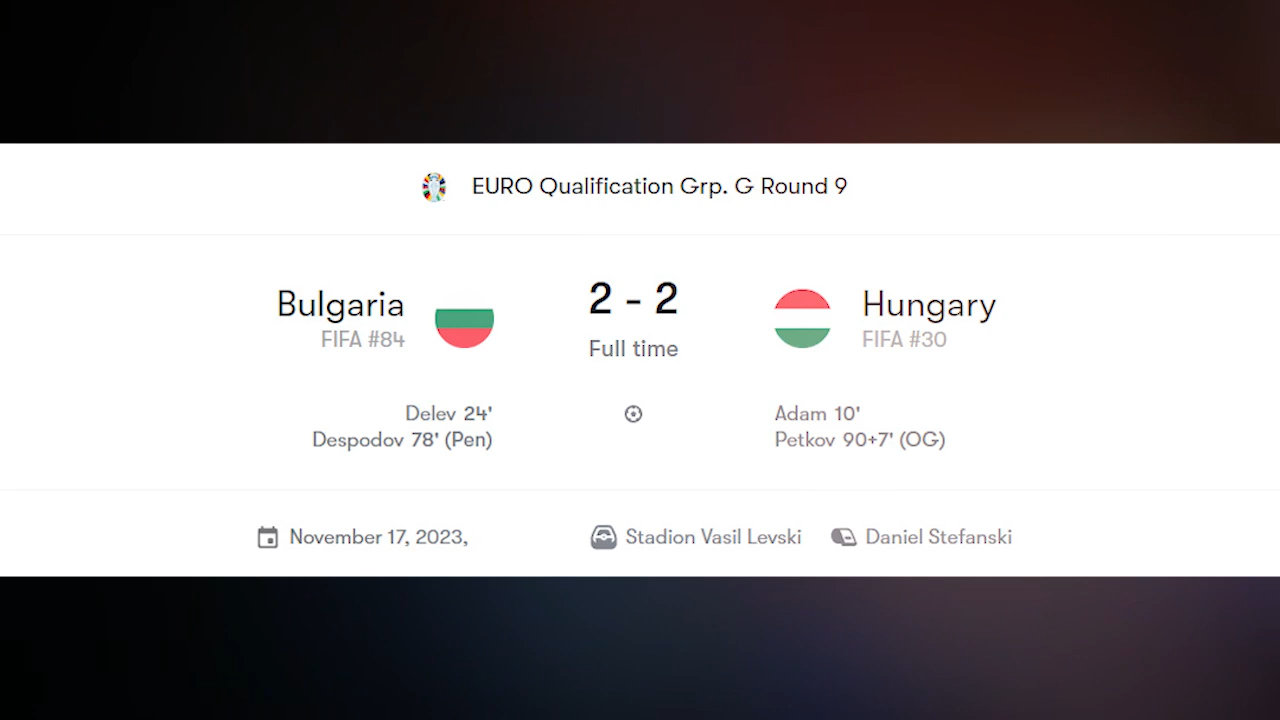 EURO Qualification Grp. G Round 9
Bulgaria
FIFA #84
2 - 2
Full time
Hungary
FIFA #30
Delev 24'
Despodov 78' (Pen)
Adam 10'
Petkov 90+7' (OG)
November 17, 2023,
Stadion Vasil Levski
Daniel Stefanski